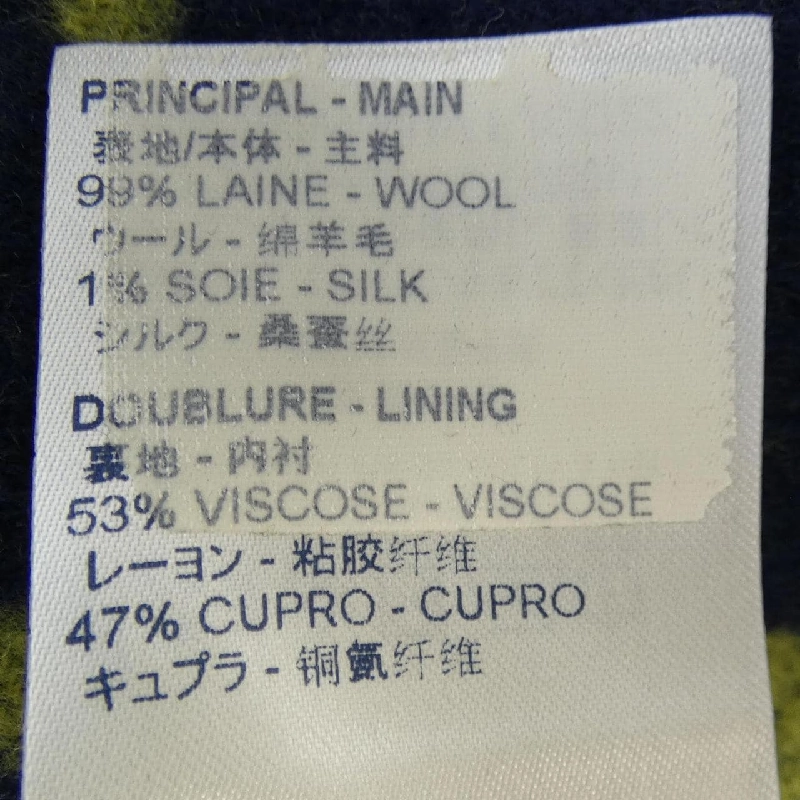 PRINCIPAL - MAIN
表地/本体 - 主料
99% LAINE - WOOL
ウール - 绵羊毛
1% SOIE - SILK
シルク - 桑蚕丝
DOUBLURE - LINING
裏地 - 内衬
53% VISCOSE - VISCOSE
レーヨン - 粘胶纤维
47% CUPRO - CUPRO
キュプラ - 铜氨纤维